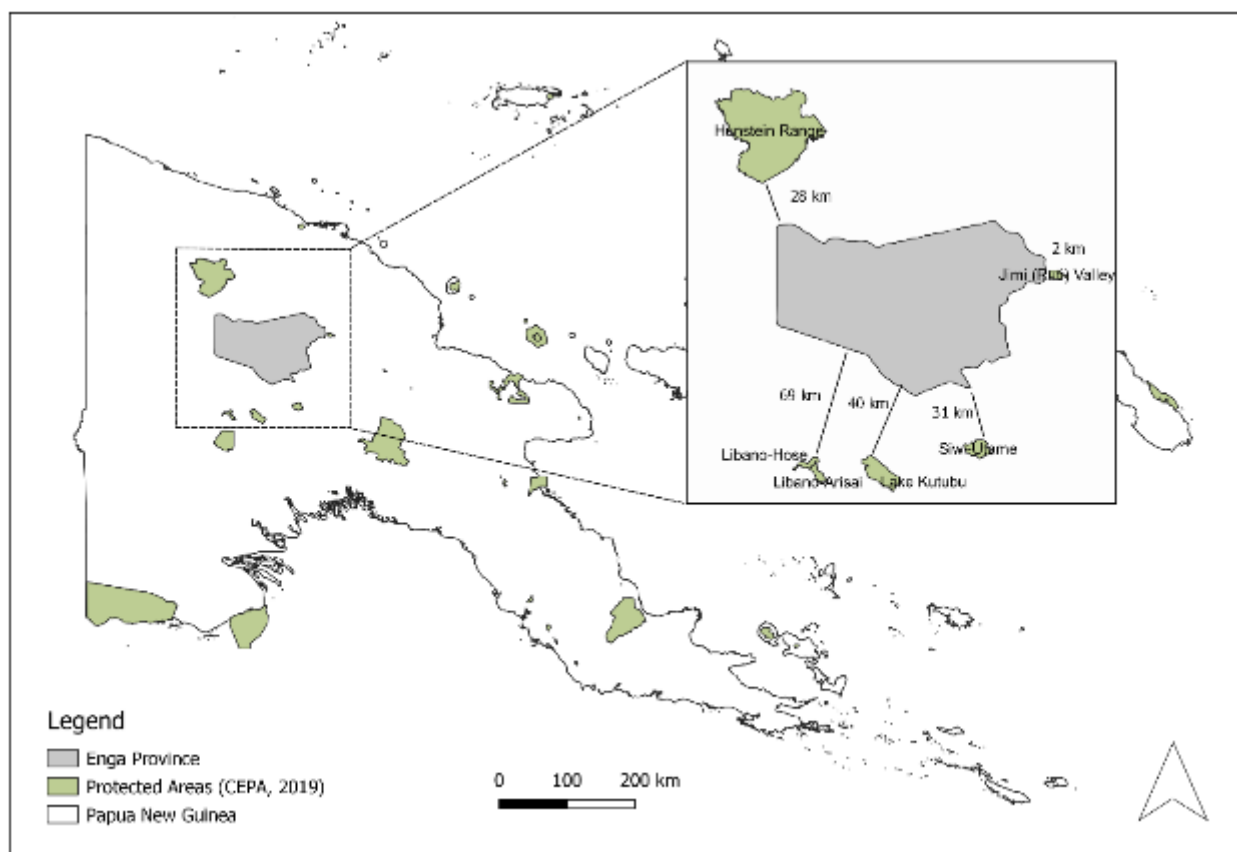 Range
28 km
2 km
Jimi (Ruti) Valley
69 km
40 km
31 km
Siwi-Utame
Libano-Hose
Libano-Arisai
Lake Kutubu
Legend
Enga Province
Protected Areas (CEPA, 2019)
Papua New Guinea
0 100 200 km